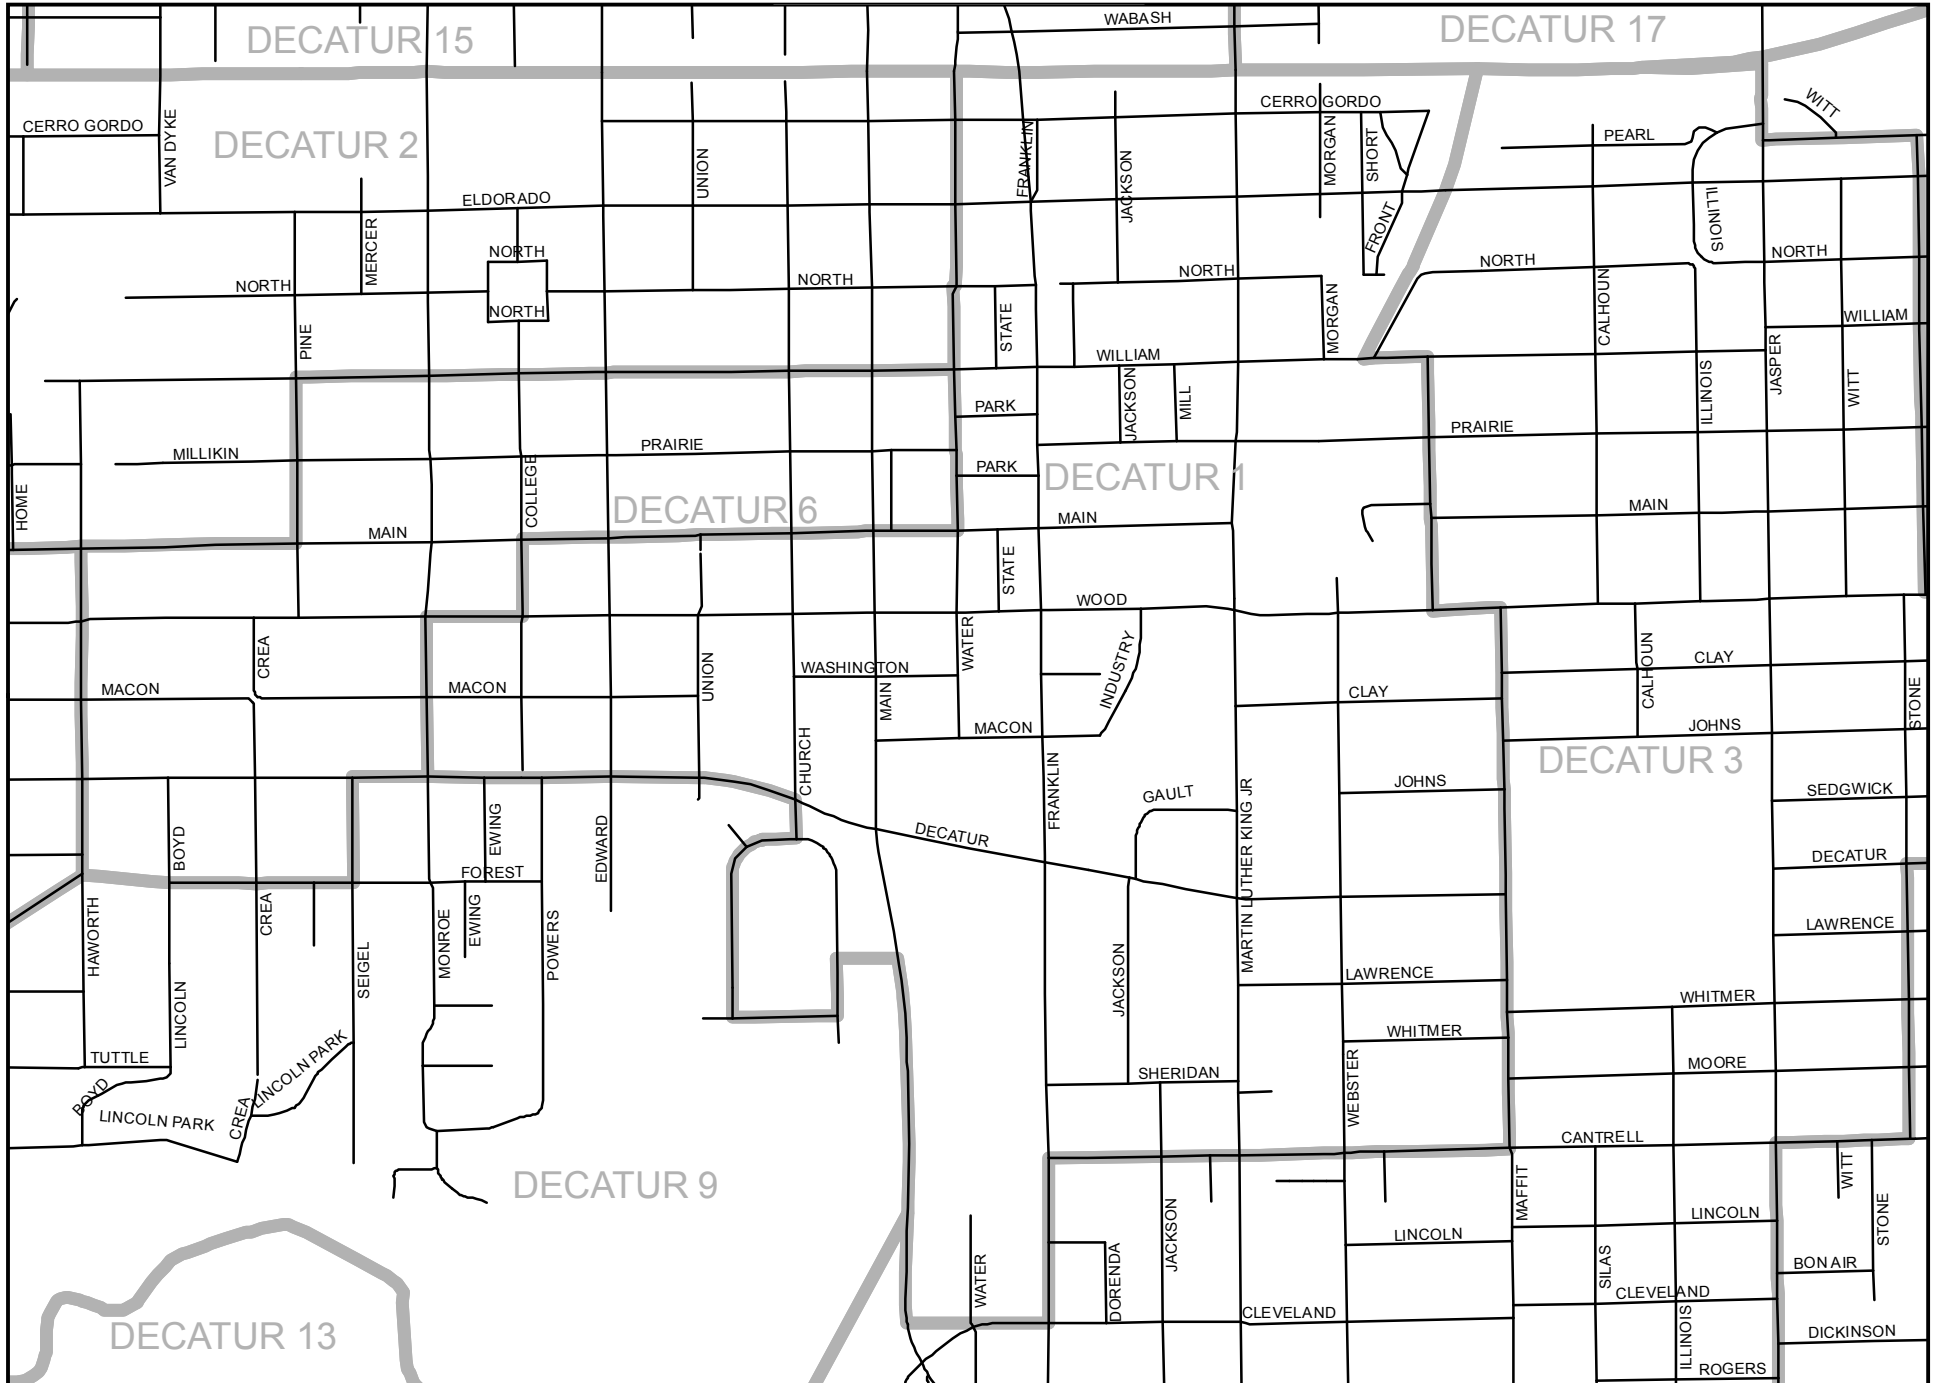 WABASH
DECATUR 15
DECATUR 17
WITT
CERRO GORDO
CERRO GORDO
VAN DYKE
DECATUR 2
FRANKLIN
MORGAN
SHORT
PEARL
UNION
JACKSON
ELDORADO
MERCER
FRONT
ILLINOIS
NORTH
NORTH
NORTH
NORTH
NORTH
NORTH
NORTH
PINE
STATE
MORGAN
CALHOUN
WILLIAM
WILLIAM
JASPER
PARK
JACKSON
MILL
ILLINOIS
WITT
MILLIKIN
PRAIRIE
PRAIRIE
HOME
COLLEGE
PARK
DECATUR 1
DECATUR 6
MAIN
MAIN
MAIN
STATE
WOOD
CREA
WATER
INDUSTRY
CALHOUN
CLAY
WASHINGTON
UNION
MAIN
MACON
MACON
CLAY
STONE
MACON
JOHNS
CHURCH
FRANKLIN
DECATUR 3
JOHNS
SEDGWICK
GAULT
MARTIN LUTHER KING JR
BOYD
EWING
EDWARD
DECATUR
DECATUR
FOREST
HAWORTH
CREA
MONROE
EWING
POWERS
LAWRENCE
SEIGEL
JACKSON
LAWRENCE
LINCOLN
WHITMER
WHITMER
TUTTLE
LINCOLN PARK
SHERIDAN
WEBSTER
MOORE
BOYD
LINCOLN PARK
CREA
CANTRELL
DECATUR 9
MAFFIT
WITT
JACKSON
LINCOLN
LINCOLN
STONE
WATER
DORENDA
SILAS
BON AIR
CLEVELAND
CLEVELAND
DECATUR 13
ILLINOIS
DICKINSON
ROGERS